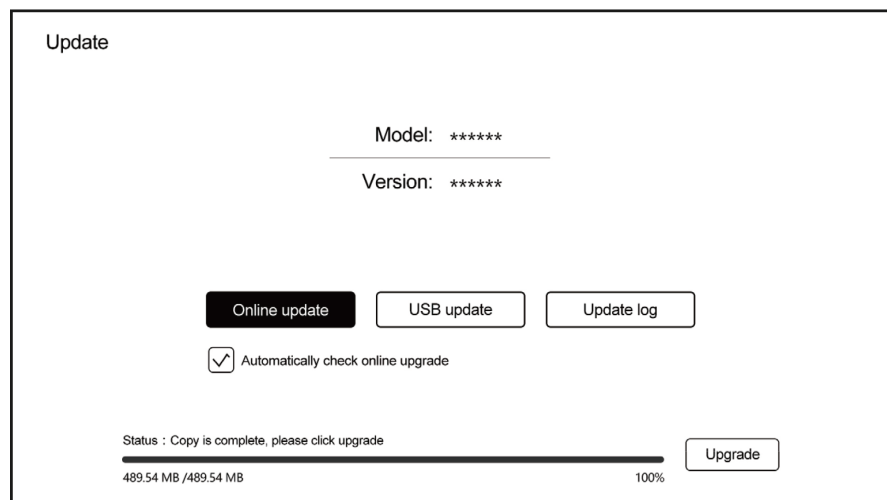 Update
Model: ******
Version: ******
Online update
USB update
Update log
Automatically check online upgrade
Status : Copy is complete, please click upgrade
Upgrade
489.54 MB /489.54 MB
100%